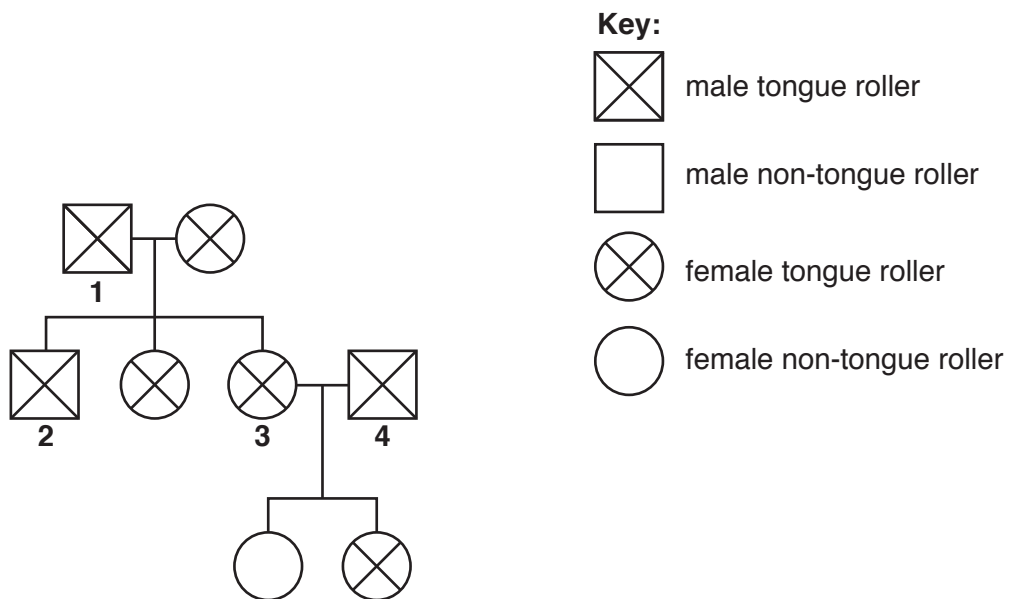 Key:
male tongue roller
male non-tongue roller
female tongue roller
female non-tongue roller
1
2
3
4